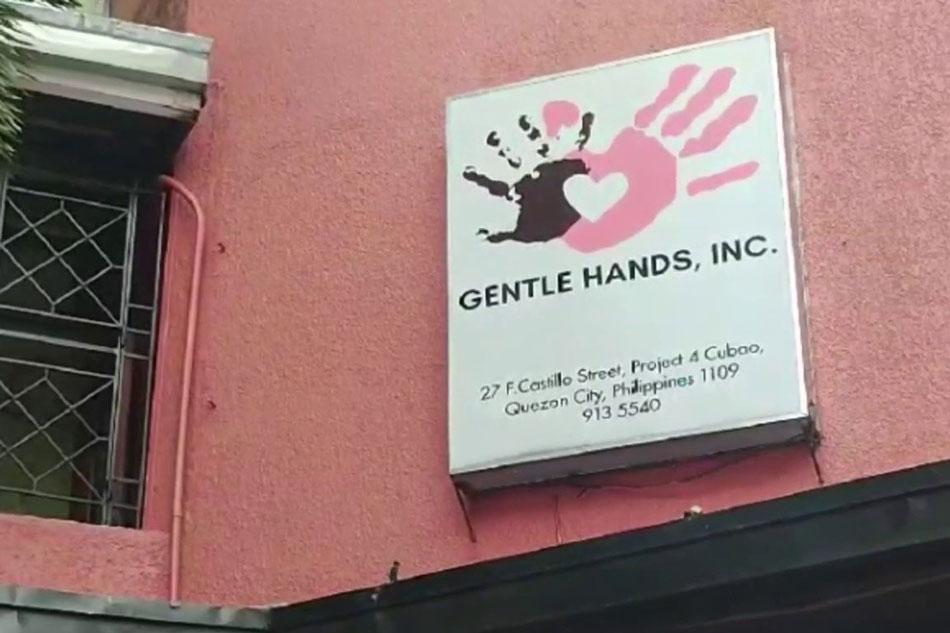 GENTLE HANDS, INC.
27 F. Castillo Street, Project 4 Cubao,
Quezon City, Philippines 1109
913 5540